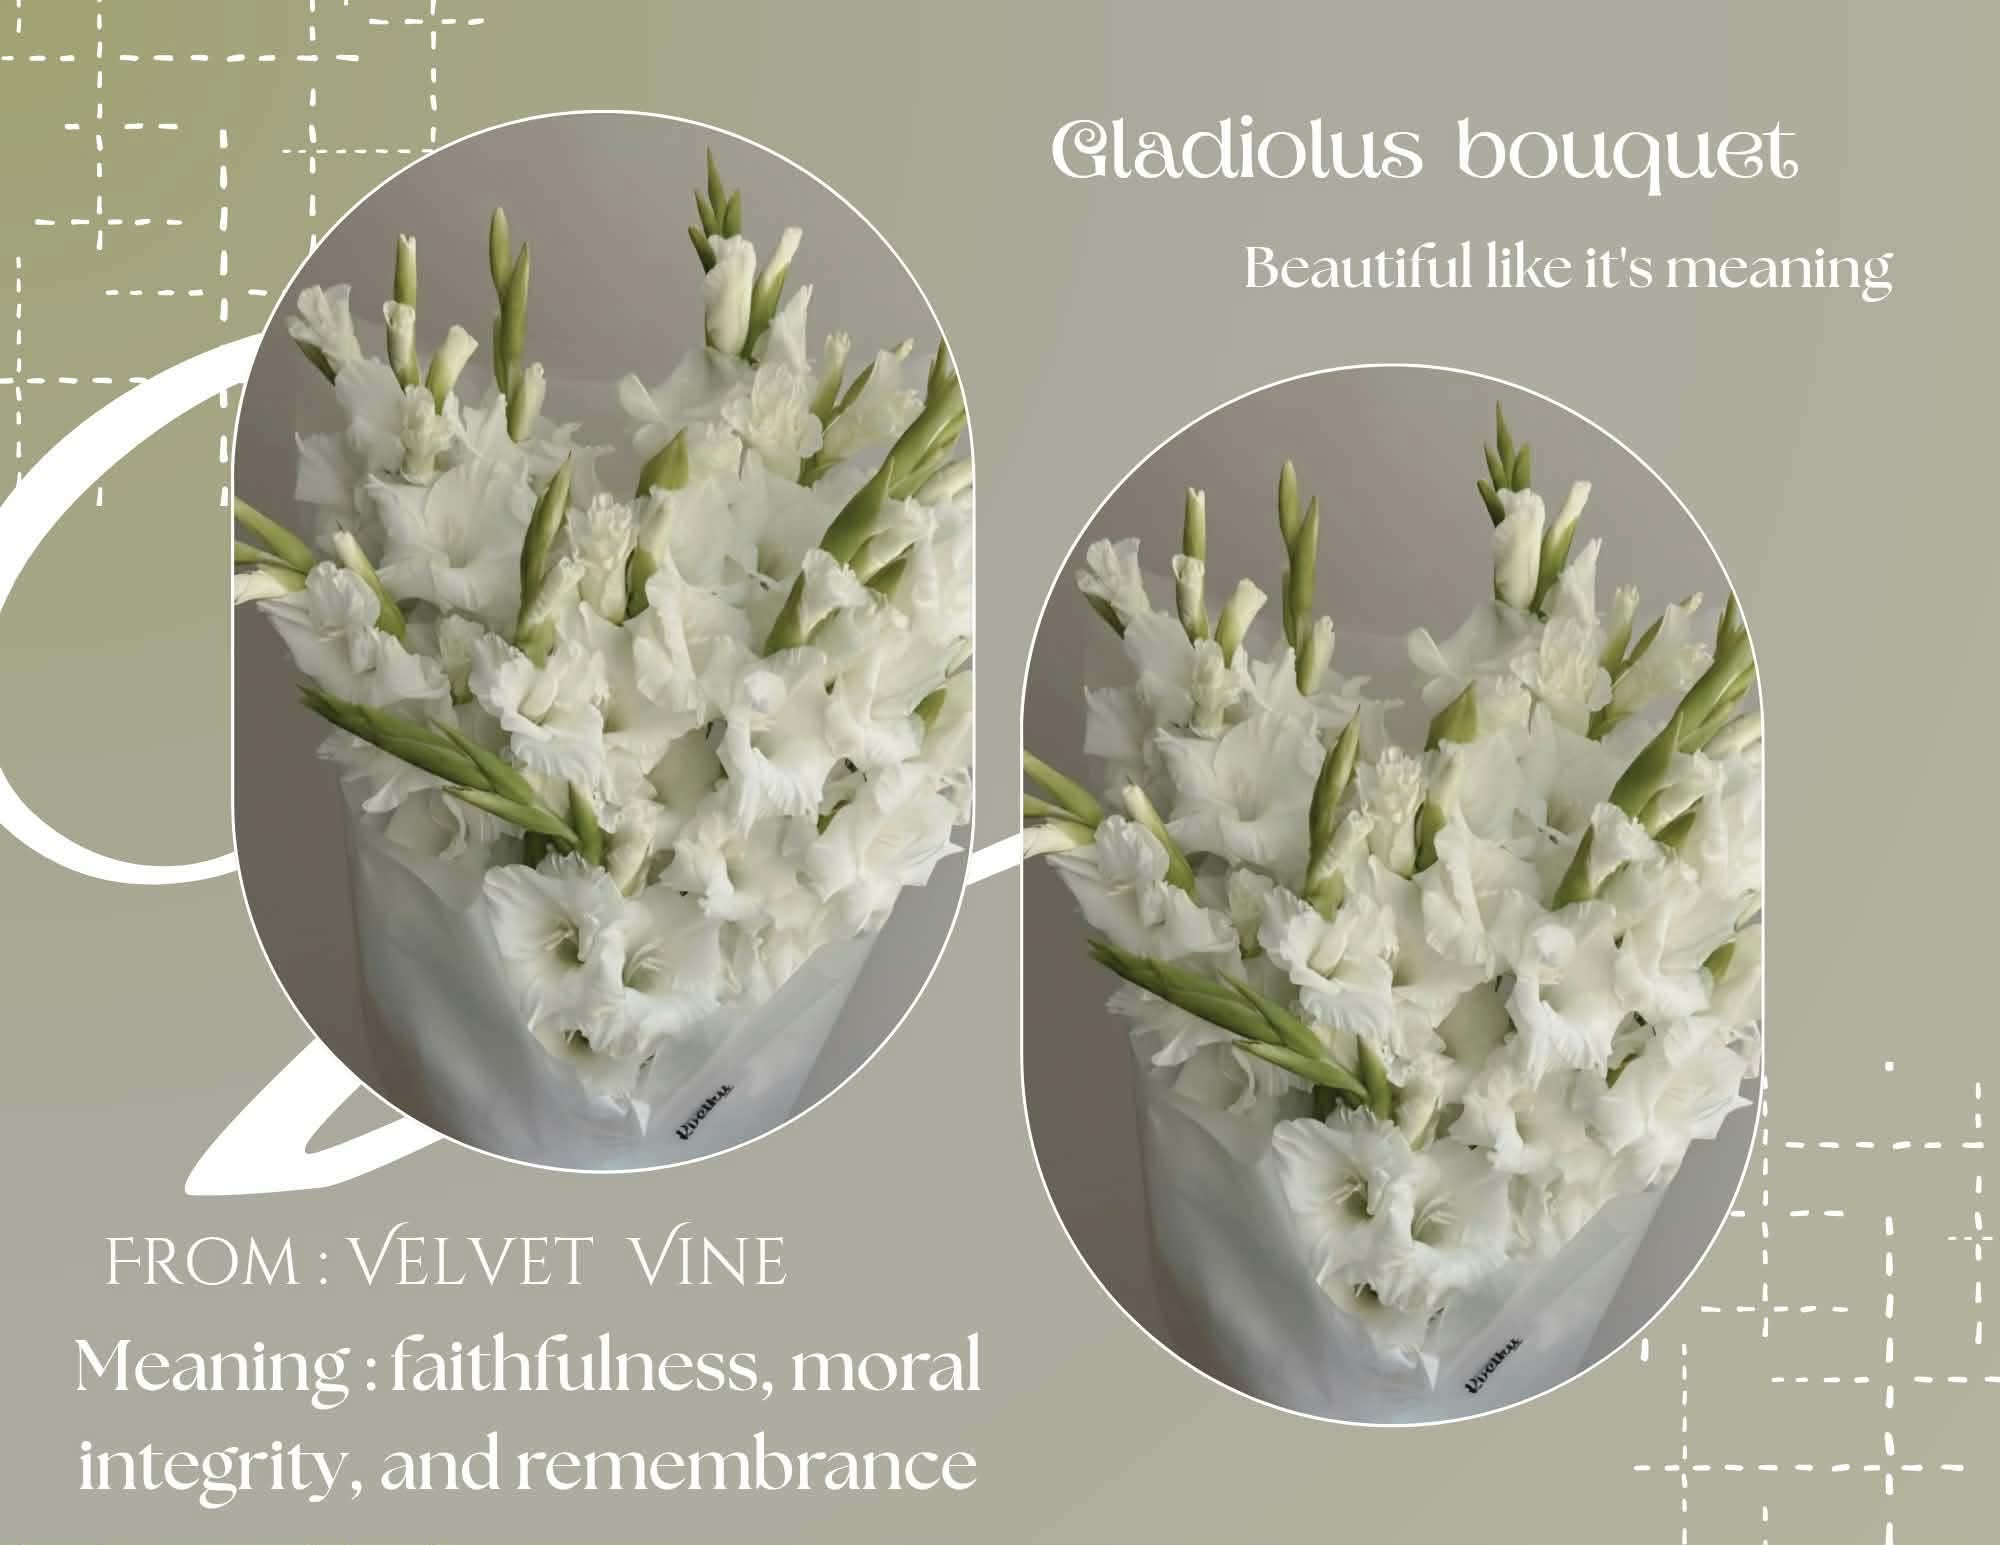 Gladiolus bouquet
Beautiful like it's meaning
FROM : VELVET VINE
Meaning : faithfulness, moral
integrity, and remembrance